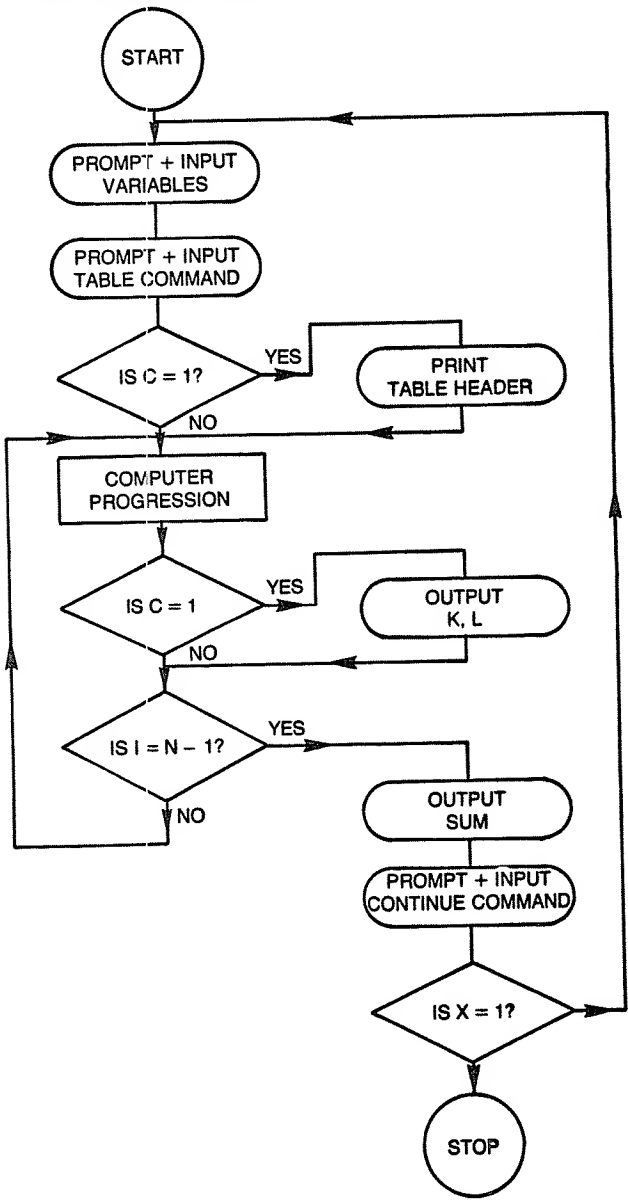 START
PROMPT + INPUT
VARIABLES
PROMPT + INPUT
TABLE COMMAND
IS C = 1?
YES
PRINT
TABLE HEADER
NO
COMPUTER
PROGRESSION
IS C = 1
YES
OUTPUT
K, L
NO
IS I = N – 1?
YES
NO
OUTPUT
SUM
PROMPT + INPUT
CONTINUE COMMAND
IS X = 1?
STOP